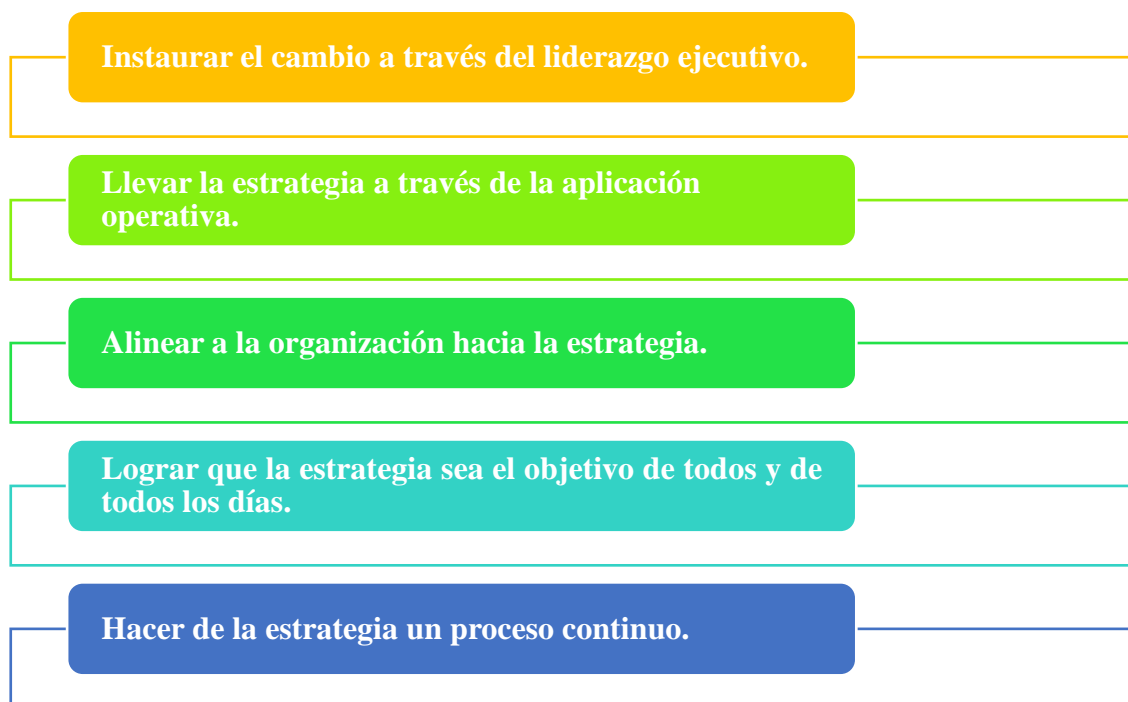 Instaurar el cambio a través del liderazgo ejecutivo.
Llevar la estrategia a través de la aplicación
operativa.
Alinear a la organización hacia la estrategia.
Lograr que la estrategia sea el objetivo de todos y de
todos los días.
Hacer de la estrategia un proceso continuo.